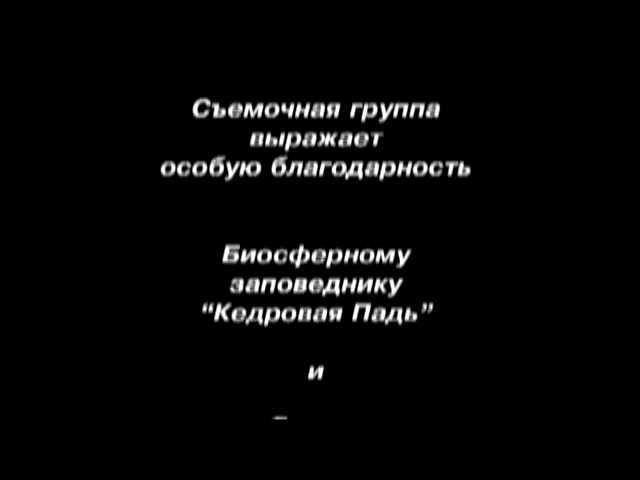 Съемочная группа
выражает
особую благодарность
Биосферному
заповеднику
“Кедровая Падь”
и